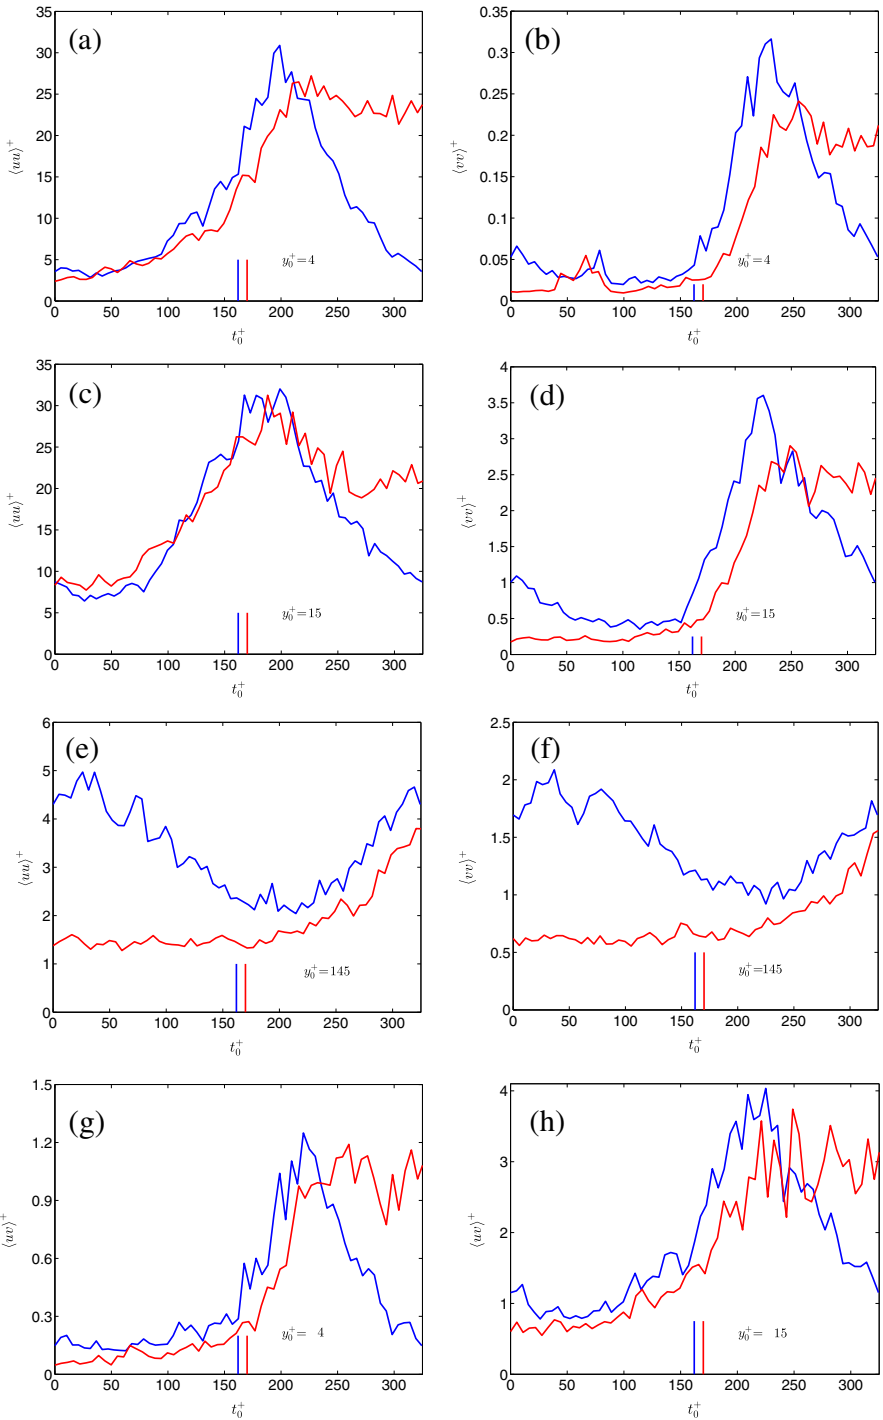 (a)
35
30
25
20
15
10
5
0
⟨uu⟩⁺
y₀⁺=4
0 50 100 150 200 250 300
t₀⁺
(b)
0.35
0.3
0.25
0.2
0.15
0.1
0.05
0
⟨vv⟩⁺
y₀⁺=4
0 50 100 150 200 250 300
t₀⁺
(c)
35
30
25
20
15
10
5
0
⟨uu⟩⁺
y₀⁺=15
0 50 100 150 200 250 300
t₀⁺
(d)
4
3.5
3
2.5
2
1.5
1
0.5
0
⟨vv⟩⁺
y₀⁺=15
0 50 100 150 200 250 300
t₀⁺
(e)
6
5
4
3
2
1
0
⟨uu⟩⁺
y₀⁺=145
0 50 100 150 200 250 300
t₀⁺
(f)
2.5
2
1.5
1
0.5
0
⟨vv⟩⁺
y₀⁺=145
0 50 100 150 200 250 300
t₀⁺
(g)
1.5
1.2
0.9
0.6
0.3
0
⟨uv⟩⁺
y₀⁺= 4
0 50 100 150 200 250 300
t₀⁺
(h)
4
3
2
1
0
⟨uv⟩⁺
y₀⁺= 15
0 50 100 150 200 250 300
t₀⁺